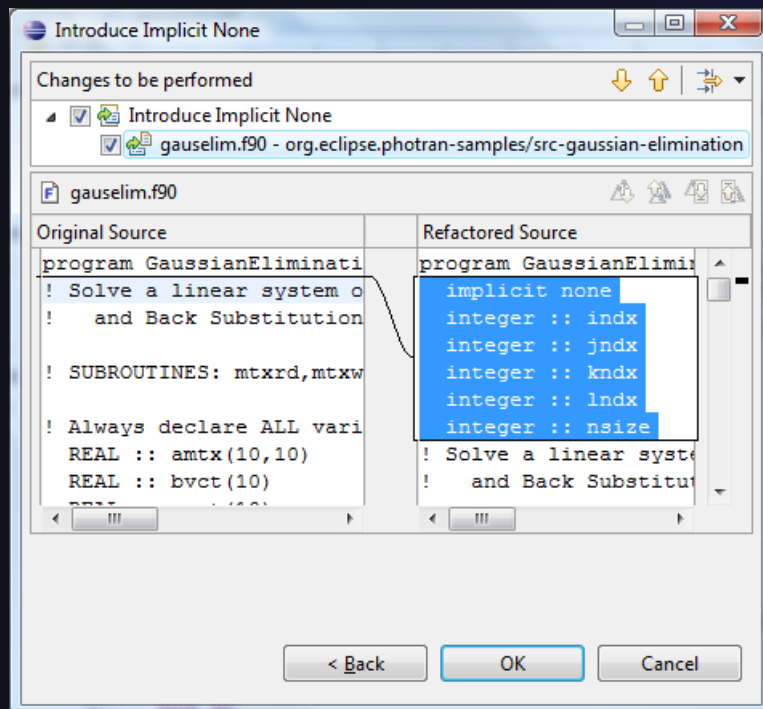 Introduce Implicit None
Changes to be performed
Introduce Implicit None
gauselim.f90 - org.eclipse.photran-samples/src-gaussian-elimination
gauselim.f90
Original Source
program GaussianEliminati
! Solve a linear system o
!   and Back Substitution
! SUBROUTINES: mtxrd,mtxw
! Always declare ALL vari
REAL :: amtx(10,10)
REAL :: bvct(10)
Refactored Source
program GaussianElimin
implicit none
integer :: indx
integer :: jndx
integer :: kndx
integer :: lndx
integer :: nsize
! Solve a linear syste
!   and Back Substitut
< Back
OK
Cancel